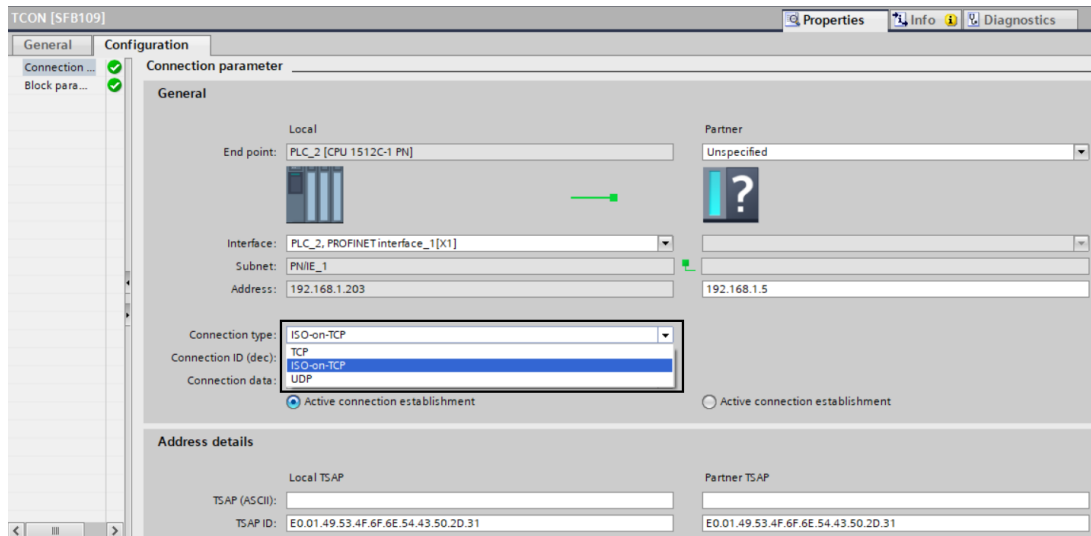 TCON [SFB109]
Properties Info Diagnostics
General Configuration
Connection ...
Block para...
Connection parameter
General
Local Partner
End point: PLC_2 [CPU 1512C-1 PN] Unspecified
?
Interface: PLC_2, PROFINET interface_1[X1]
Subnet: PN/IE_1
Address: 192.168.1.203 192.168.1.5
Connection type: ISO-on-TCP
TCP
Connection ID (dec): ISO-on-TCP
Connection data: UDP
Active connection establishment Active connection establishment
Address details
Local TSAP Partner TSAP
TSAP (ASCII):
TSAP ID: E0.01.49.53.4F.6F.6E.54.43.50.2D.31 E0.01.49.53.4F.6F.6E.54.43.50.2D.31